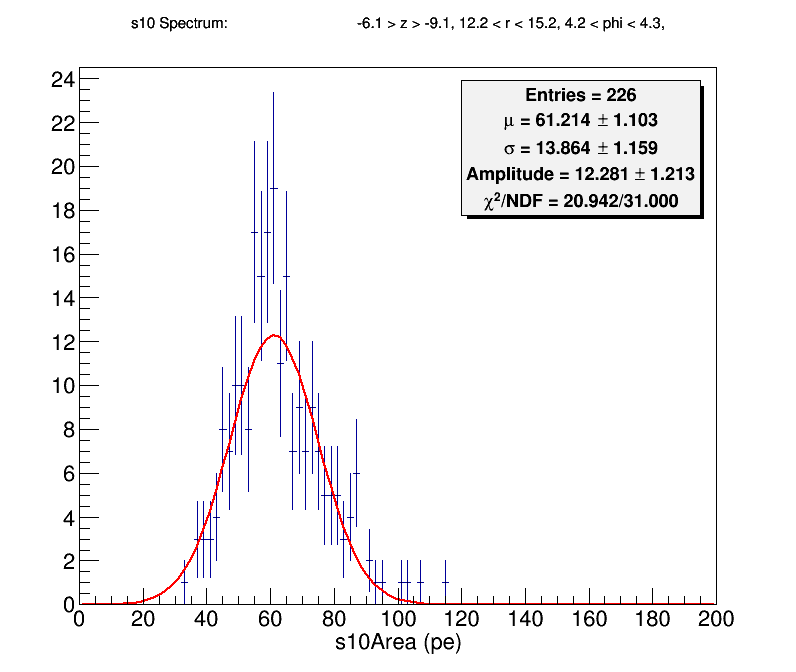 s10 Spectrum: -6.1 > z > -9.1, 12.2 < r < 15.2, 4.2 < phi < 4.3,
Entries = 226
μ = 61.214 ± 1.103
σ = 13.864 ± 1.159
Amplitude = 12.281 ± 1.213
χ²/NDF = 20.942/31.000
24
22
20
18
16
14
12
10
8
6
4
2
0
0 20 40 60 80 100 120 140 160 180 200
s10Area (pe)